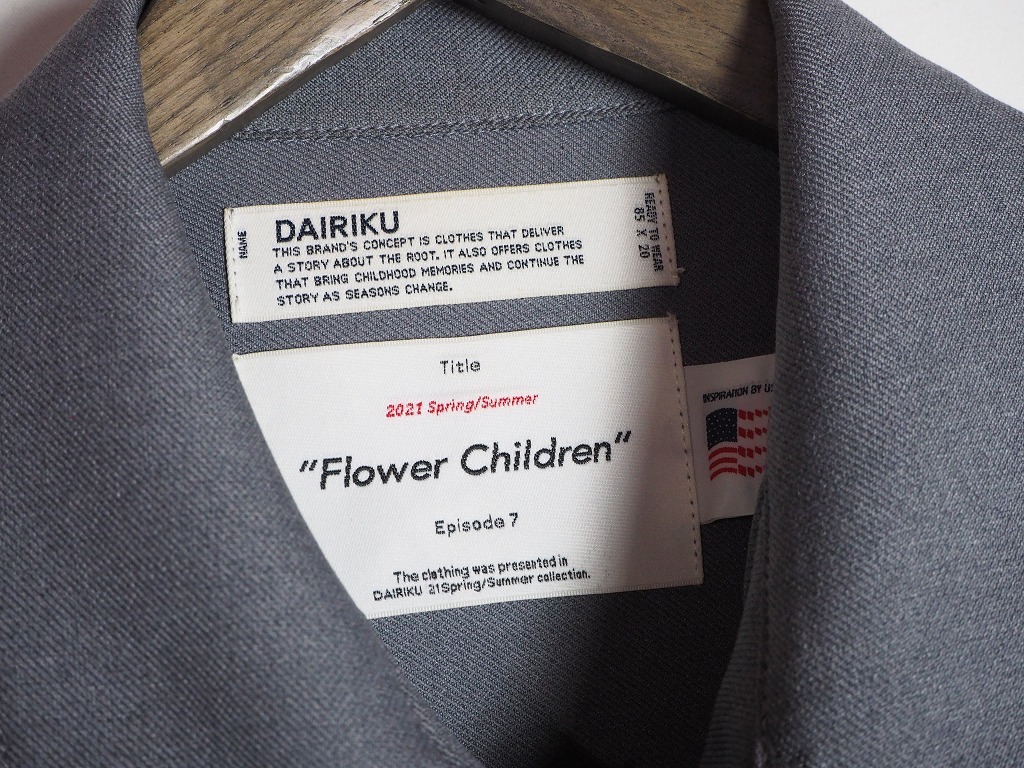 NAME
DAIRIKU
THIS BRAND'S CONCEPT IS CLOTHES THAT DELIVER
A STORY ABOUT THE ROOT. IT ALSO OFFERS CLOTHES
THAT BRING CHILDHOOD MEMORIES AND CONTINUE THE
STORY AS SEASONS CHANGE.
READY TO WEAR
85 X 20
Title
2021 Spring/Summer
"Flower Children"
Episode 7
The clothing was presented in
DAIRIKU 21Spring/Summer collection.
INSPIRATION BY